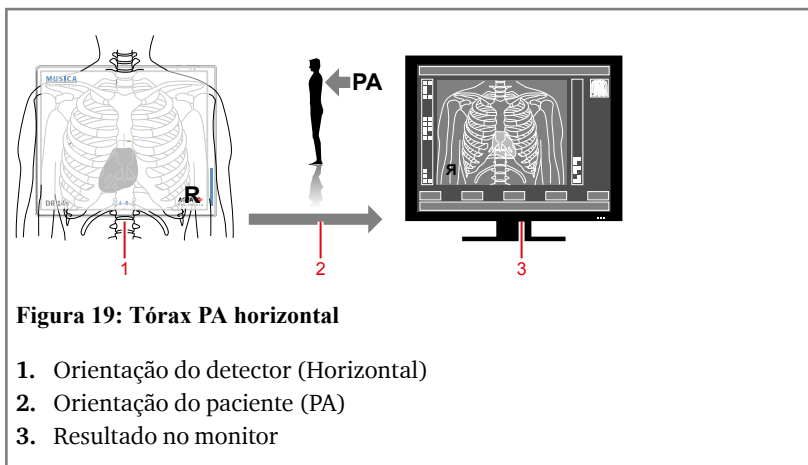 MUSICA
DR 14s
R
AGFA
PA
R
1
2
3
Figura 19: Tórax PA horizontal
1. Orientação do detector (Horizontal)
2. Orientação do paciente (PA)
3. Resultado no monitor